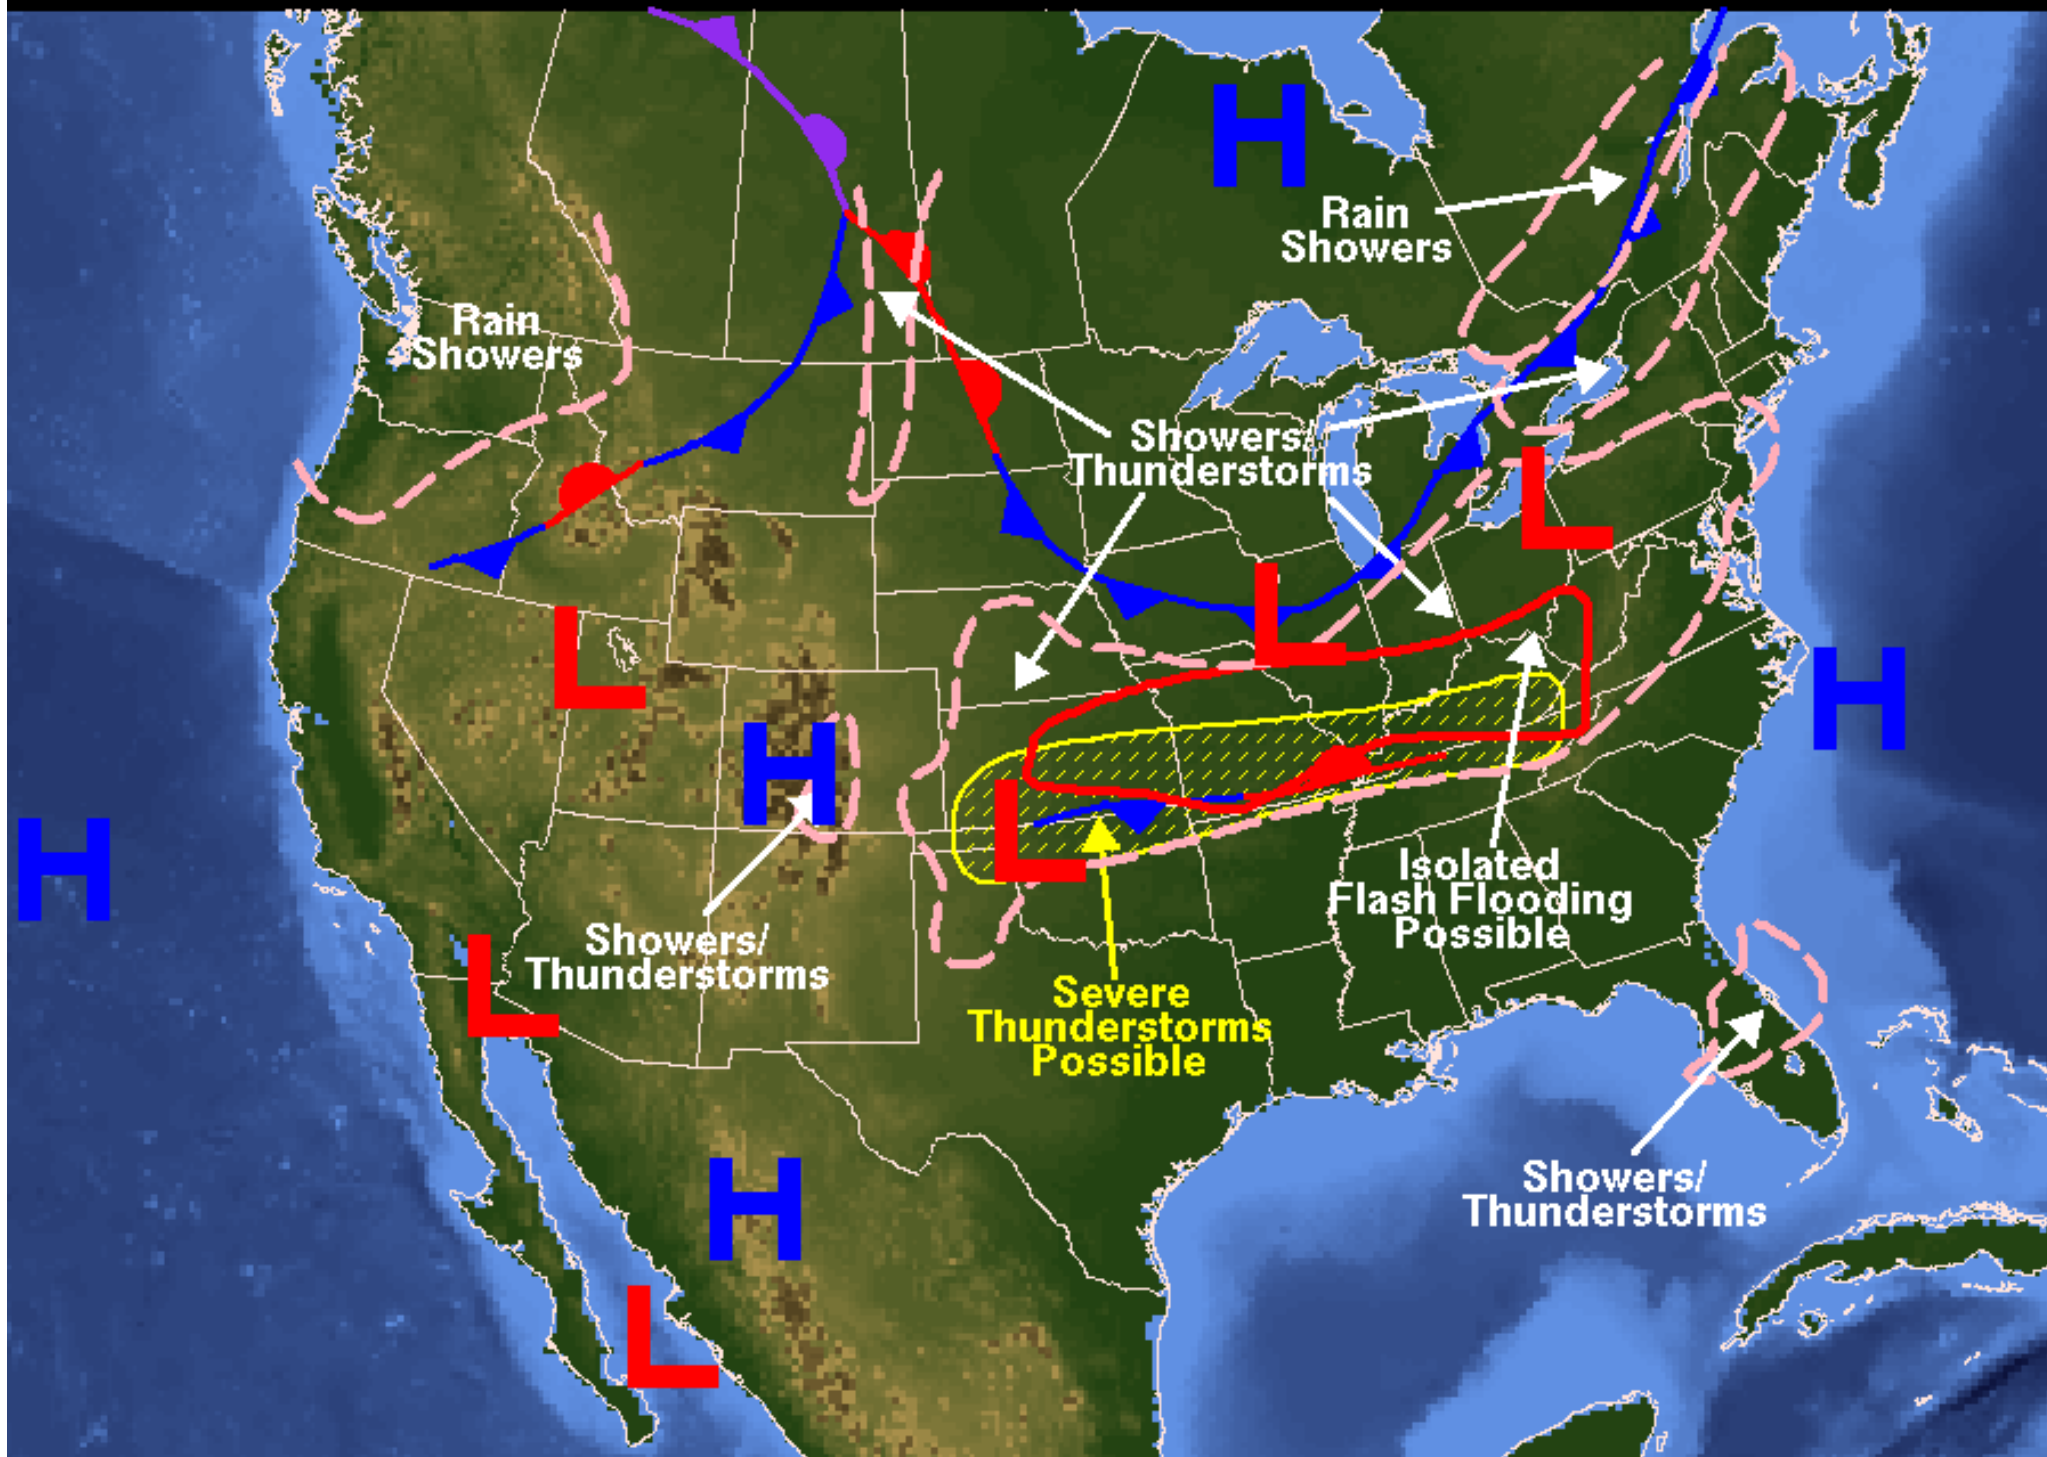 H
Rain
Showers
Rain
Showers
Showers/
Thunderstorms
L
L
L
H
H
H
L
Isolated
Flash Flooding
Possible
Showers/
Thunderstorms
L
Severe
Thunderstorms
Possible
H
Showers/
Thunderstorms
L